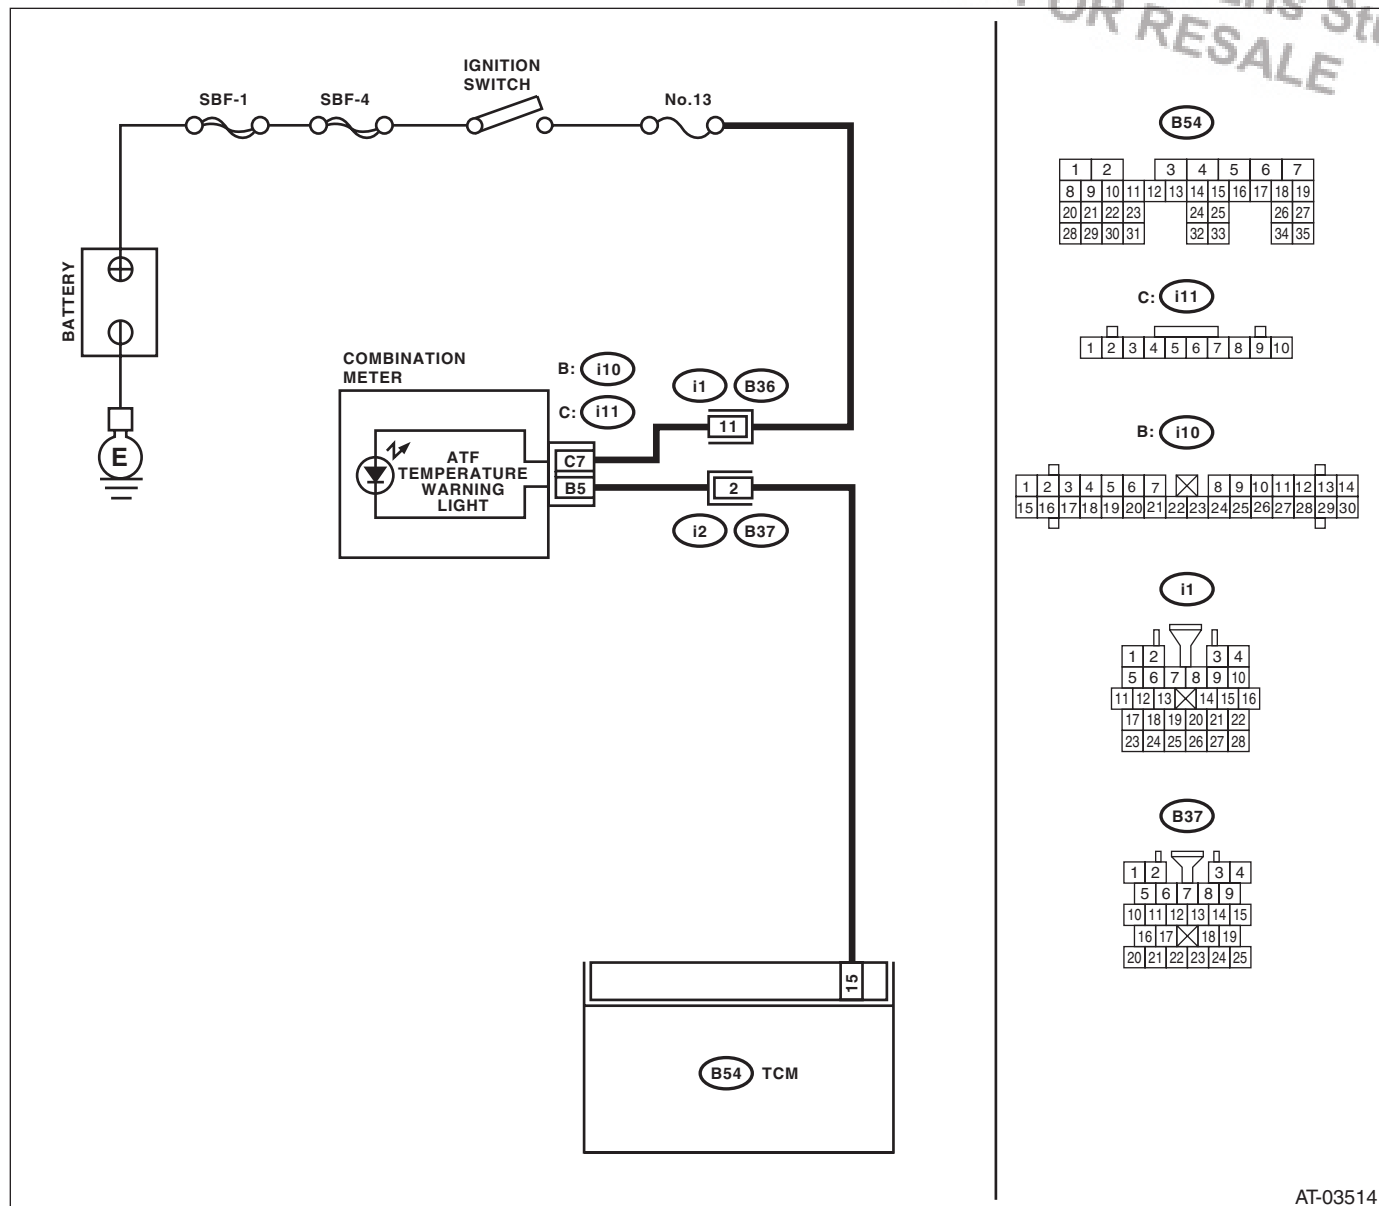 FOR RESALE
IGNITION
SWITCH
SBF-1
SBF-4
No.13
BATTERY
E
COMBINATION
METER
B: i10
C: i11
i1 B36
11
ATF
TEMPERATURE
WARNING
LIGHT
C7
B5
2
i2 B37
15
B54 TCM
B54
1 2 3 4 5 6 7
8 9 10 11 12 13 14 15 16 17 18 19
20 21 22 23 24 25 26 27
28 29 30 31 32 33 34 35
C: i11
1 2 3 4 5 6 7 8 9 10
B: i10
1 2 3 4 5 6 7 8 9 10 11 12 13 14
15 16 17 18 19 20 21 22 23 24 25 26 27 28 29 30
i1
1 2 3 4
5 6 7 8 9 10
11 12 13 14 15 16
17 18 19 20 21 22
23 24 25 26 27 28
B37
1 2 3 4
5 6 7 8 9
10 11 12 13 14 15
16 17 18 19
20 21 22 23 24 25
AT-03514